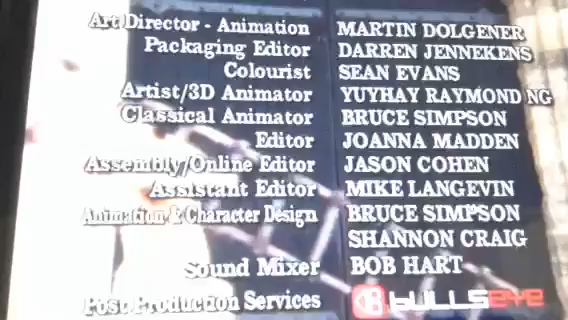 Art Director - Animation MARTIN DOLGENER
Packaging Editor DARREN JENNEKENS
Colourist SEAN EVANS
Artist/3D Animator YUYHAY RAYMOND NG
Classical Animator BRUCE SIMPSON
Editor JOANNA MADDEN
Assembly/Online Editor JASON COHEN
Assistant Editor MIKE LANGEVIN
Animation & Character Design BRUCE SIMPSON
SHANNON CRAIG
Sound Mixer BOB HART
Post Production Services BULLSEYE